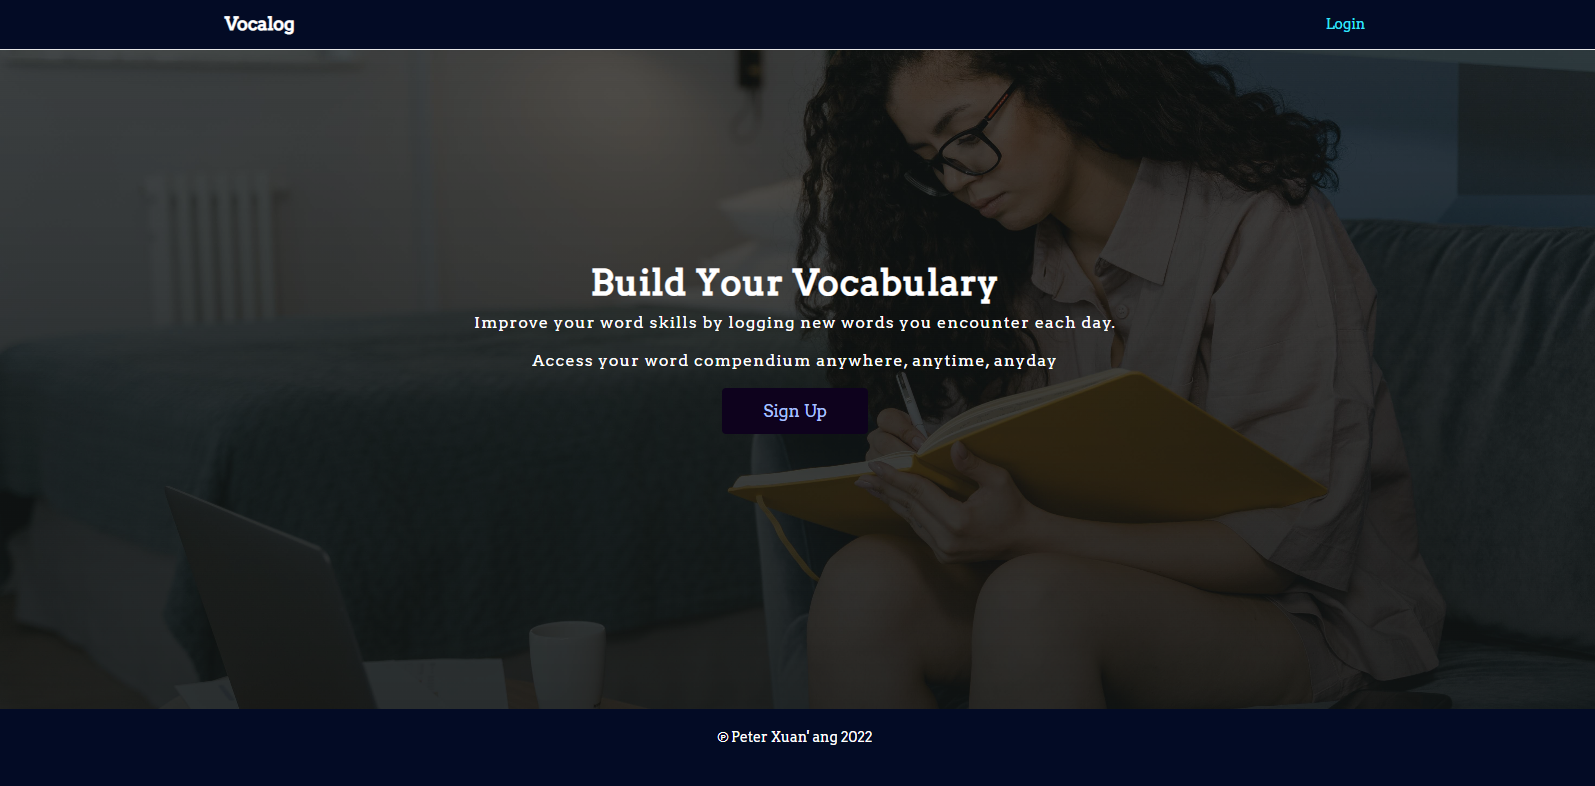 Vocalog
Login
Build Your Vocabulary
Improve your word skills by logging new words you encounter each day.
Access your word compendium anywhere, anytime, anyday
Sign Up
℗ Peter Xuan' ang 2022